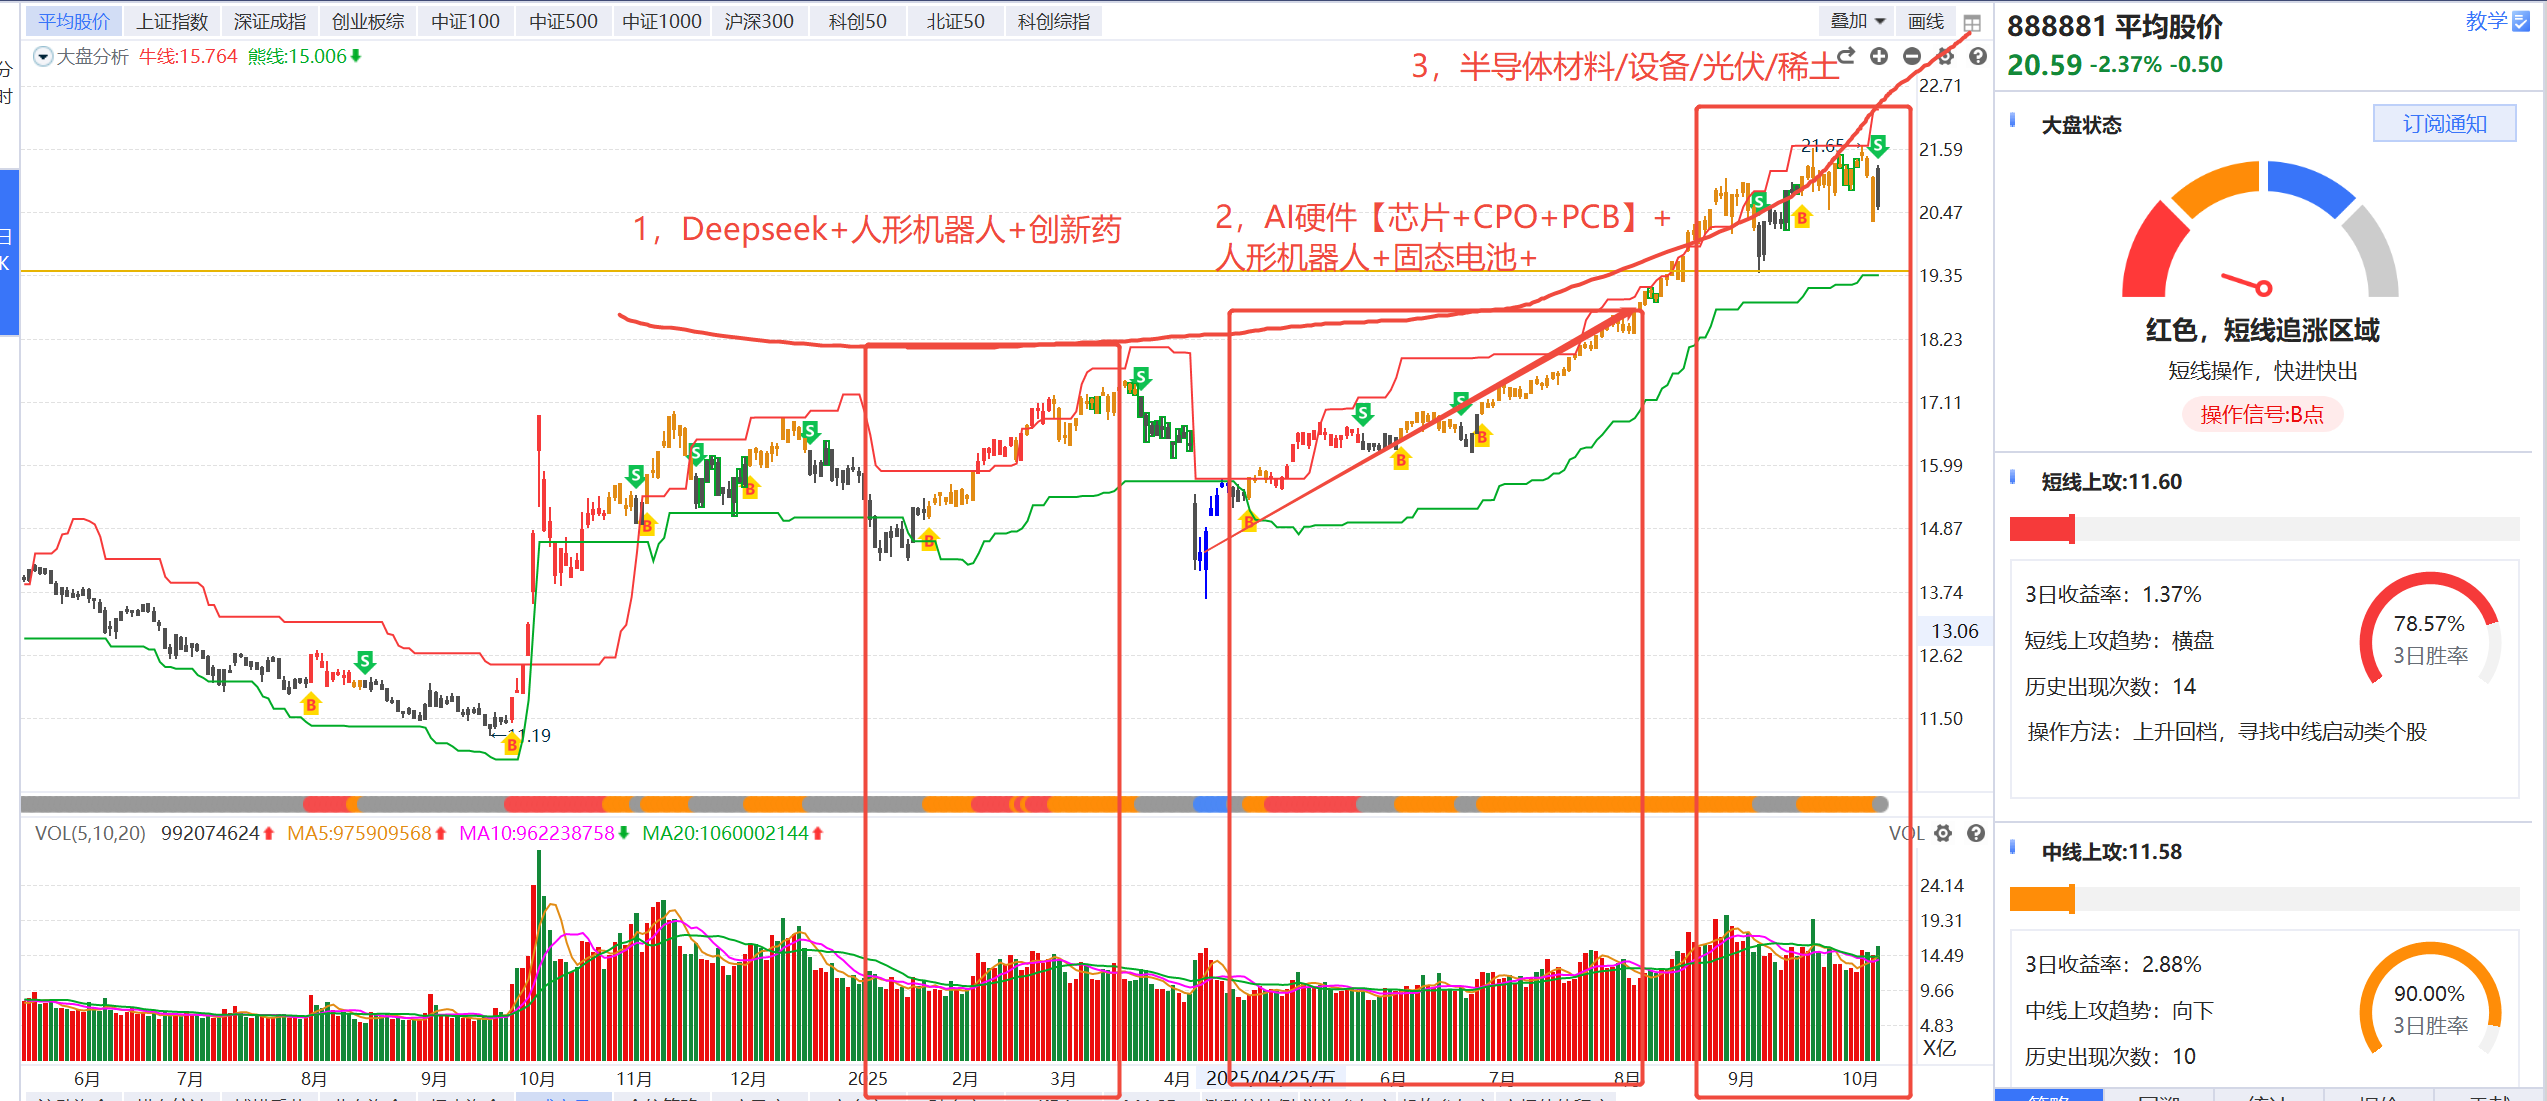 平均股价 上证指数 深证成指 创业板综 中证100 中证500 中证1000 沪深300 科创50 北证50 科创综指 叠加 画线
大盘分析 牛线:15.764 熊线:15.006
分
时
日
K
3，半导体材料/设备/光伏/稀土
1，Deepseek+人形机器人+创新药
2，AI硬件【芯片+CPO+PCB】+
人形机器人+固态电池+
22.71
21.59
20.47
19.35
18.23
17.11
15.99
14.87
13.74
13.06
12.62
11.50
21.65
11.19
S S S S S S S S S
B B B B B B B B B
VOL(5,10,20) 992074624 MA5:975909568 MA10:962238758 MA20:1060002144
VOL
24.14
19.31
14.49
9.66
4.83
X亿
6月 7月 8月 9月 10月 11月 12月 2025 2月 3月 4月 2025/04/25/五 6月 7月 8月 9月 10月
888881 平均股价
教学
20.59 -2.37% -0.50
大盘状态
订阅通知
红色，短线追涨区域
短线操作，快进快出
操作信号:B点
短线上攻:11.60
3日收益率：1.37%
短线上攻趋势：横盘
历史出现次数：14
操作方法：上升回档，寻找中线启动类个股
78.57%
3日胜率
中线上攻:11.58
3日收益率：2.88%
中线上攻趋势：向下
历史出现次数：10
90.00%
3日胜率